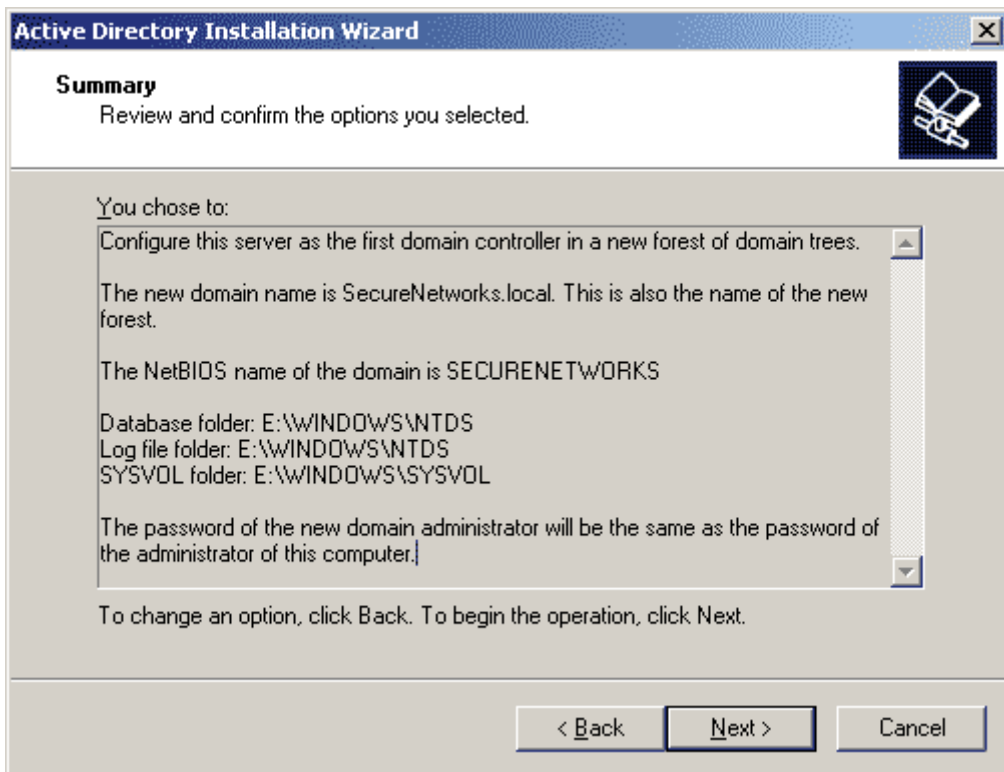 Active Directory Installation Wizard
Summary
Review and confirm the options you selected.
You chose to:
Configure this server as the first domain controller in a new forest of domain trees.
The new domain name is SecureNetworks.local. This is also the name of the new
forest.
The NetBIOS name of the domain is SECURENETWORKS
Database folder: E:\WINDOWS\NTDS
Log file folder: E:\WINDOWS\NTDS
SYSVOL folder: E:\WINDOWS\SYSVOL
The password of the new domain administrator will be the same as the password of
the administrator of this computer.
To change an option, click Back. To begin the operation, click Next.
< Back Next > Cancel